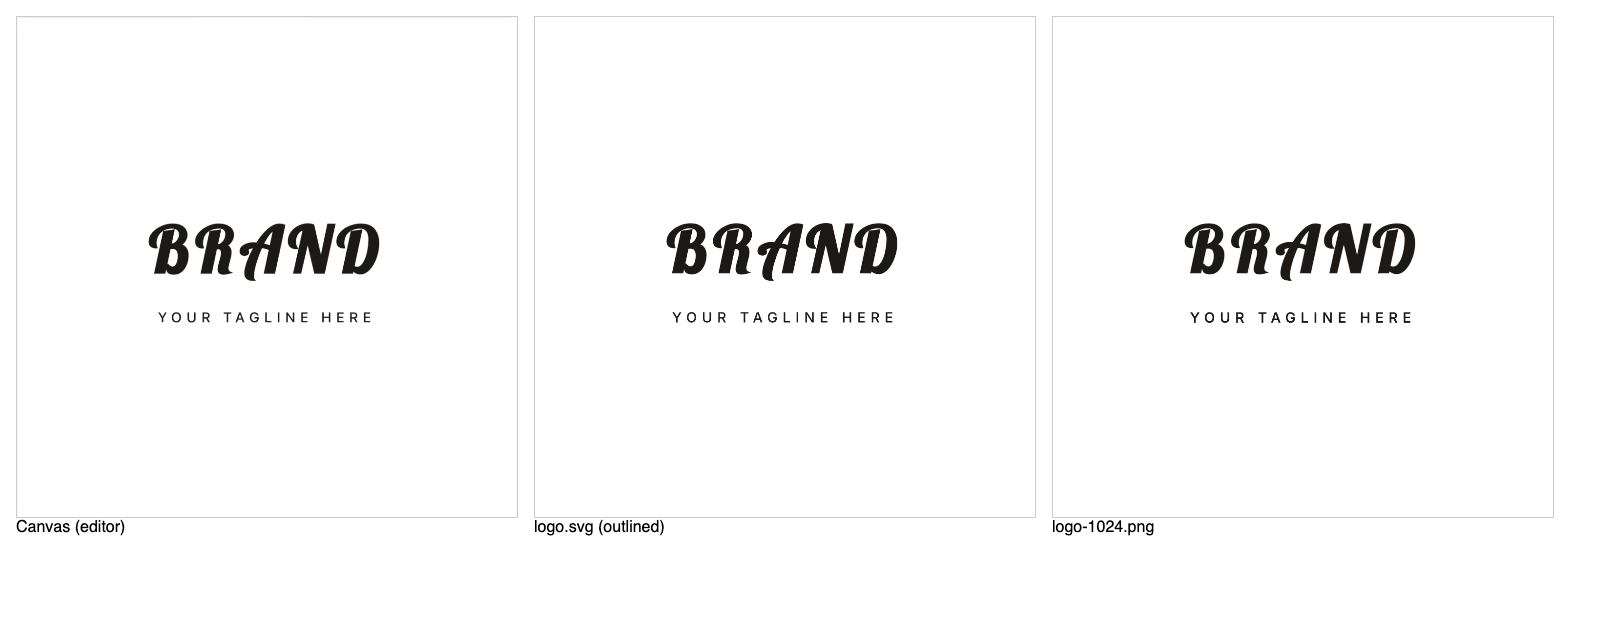 BRAND
YOUR TAGLINE HERE
Canvas (editor)
BRAND
YOUR TAGLINE HERE
logo.svg (outlined)
BRAND
YOUR TAGLINE HERE
logo-1024.png